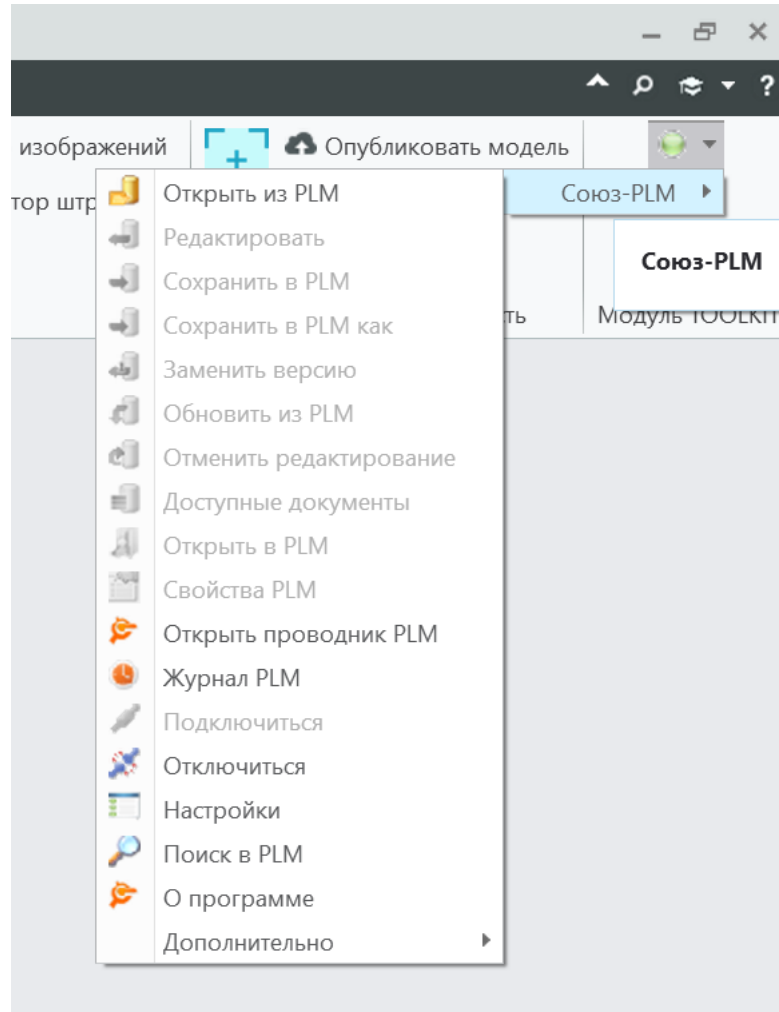 ?
изображений
Опубликовать модель
тор штр
Открыть из PLM
Союз-PLM
Редактировать
Союз-PLM
Сохранить в PLM
Сохранить в PLM как
ть
Модуль TOOLKIT
Заменить версию
Обновить из PLM
Отменить редактирование
Доступные документы
Открыть в PLM
Свойства PLM
Открыть проводник PLM
Журнал PLM
Подключиться
Отключиться
Настройки
Поиск в PLM
О программе
Дополнительно